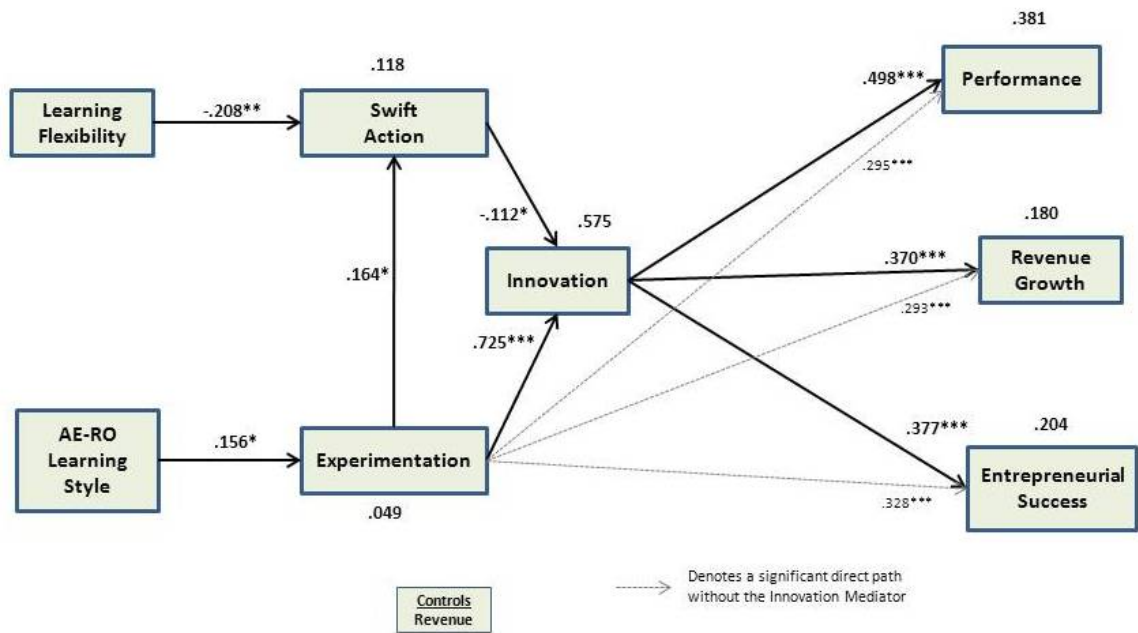 .381
.118
.498***
Performance
Learning
Flexibility
-.208**
Swift
Action
.295***
-.112*
.575
.180
.164*
Innovation
.370***
Revenue
Growth
.293***
.725***
AE-RO
Learning
Style
.156*
Experimentation
.377***
.204
Entrepreneurial
Success
.328***
.049
Controls
Revenue
Denotes a significant direct path
without the Innovation Mediator